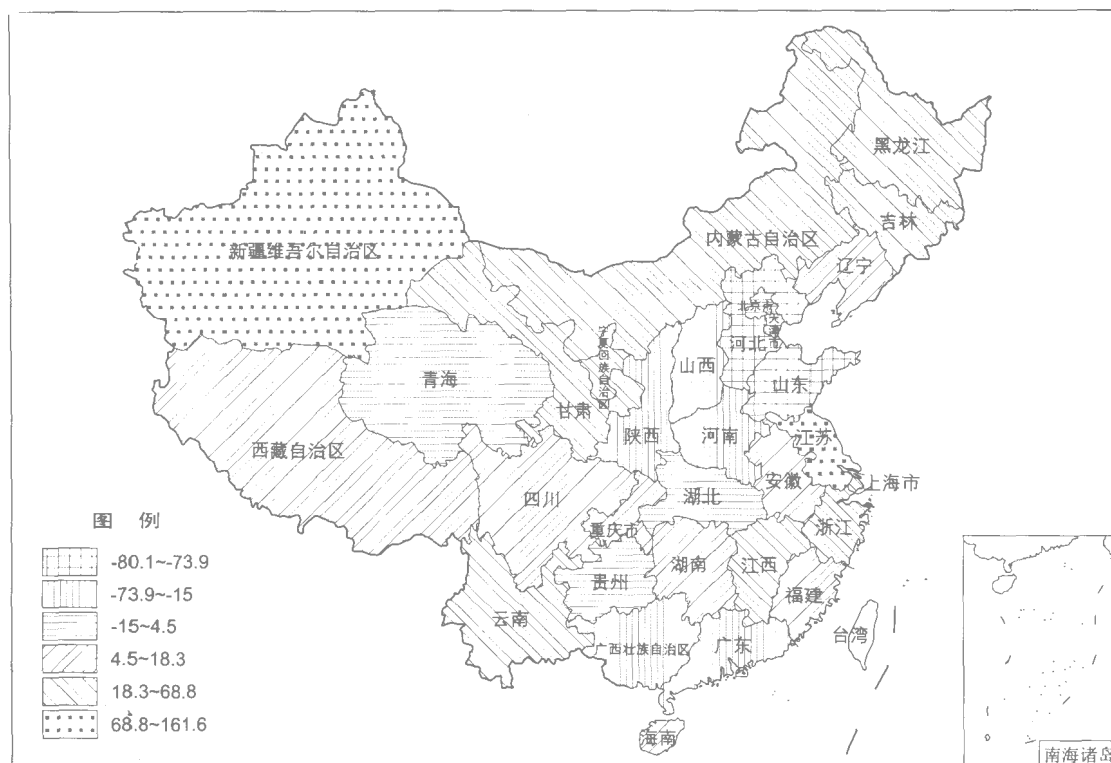 黑龙江
吉林
内蒙古自治区
辽宁
新疆维吾尔自治区
北京市
天津市
河北
宁夏回族自治区
山西
青海
山东
甘肃
陕西
河南
江苏
西藏自治区
安徽
上海市
四川
湖北
重庆市
浙江
湖南
江西
贵州
福建
云南
台湾
广西壮族自治区
广东
海南
南海诸岛
图 例
-80.1~-73.9
-73.9~-15
-15~4.5
4.5~18.3
18.3~68.8
68.8~161.6